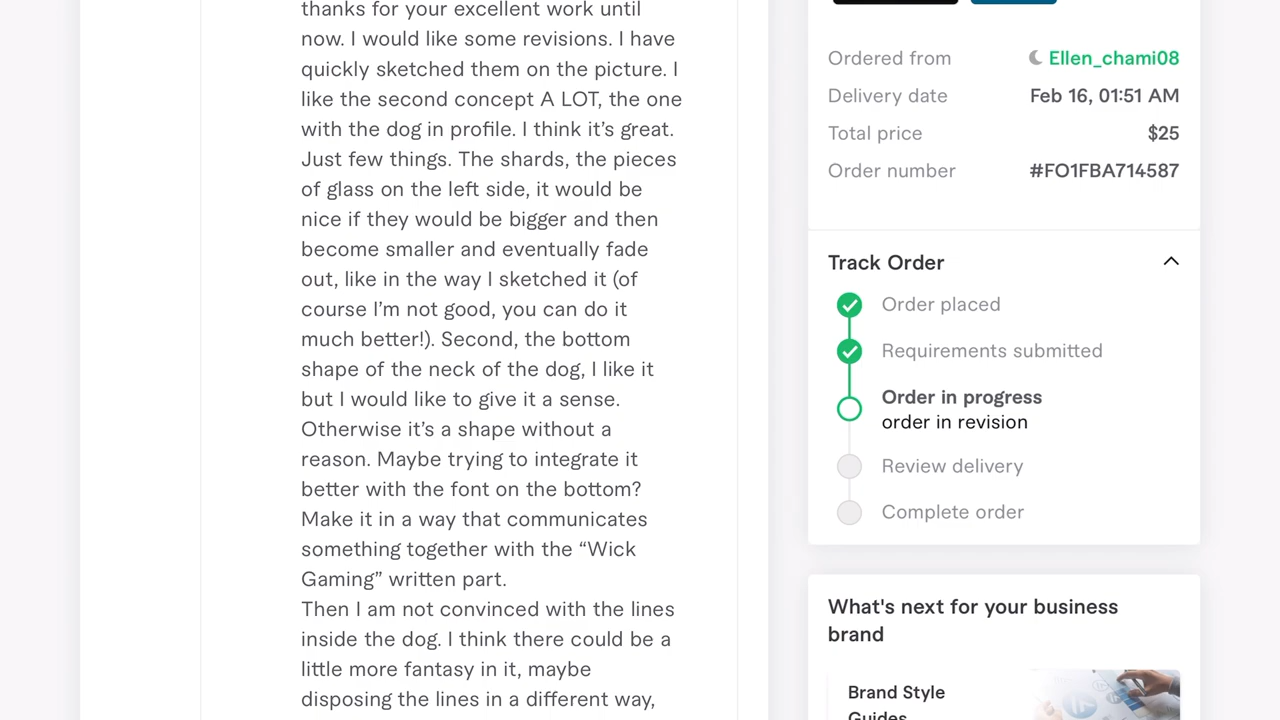 thanks for your excellent work until
now. I would like some revisions. I have
quickly sketched them on the picture. I
like the second concept A LOT, the one
with the dog in profile. I think it’s great.
Just few things. The shards, the pieces
of glass on the left side, it would be
nice if they would be bigger and then
become smaller and eventually fade
out, like in the way I sketched it (of
course I’m not good, you can do it
much better!). Second, the bottom
shape of the neck of the dog, I like it
but I would like to give it a sense.
Otherwise it’s a shape without a
reason. Maybe trying to integrate it
better with the font on the bottom?
Make it in a way that communicates
something together with the “Wick
Gaming” written part.
Then I am not convinced with the lines
inside the dog. I think there could be a
little more fantasy in it, maybe
disposing the lines in a different way,
Ordered from Ellen_chami08
Delivery date Feb 16, 01:51 AM
Total price $25
Order number #FO1FBA714587
Track Order
Order placed
Requirements submitted
Order in progress
order in revision
Review delivery
Complete order
What's next for your business
brand
Brand Style
Guides